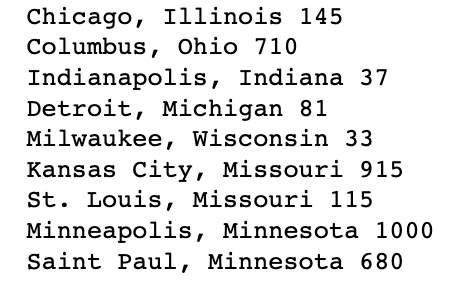 Chicago, Illinois 145
Columbus, Ohio 710
Indianapolis, Indiana 37
Detroit, Michigan 81
Milwaukee, Wisconsin 33
Kansas City, Missouri 915
St. Louis, Missouri 115
Minneapolis, Minnesota 1000
Saint Paul, Minnesota 680